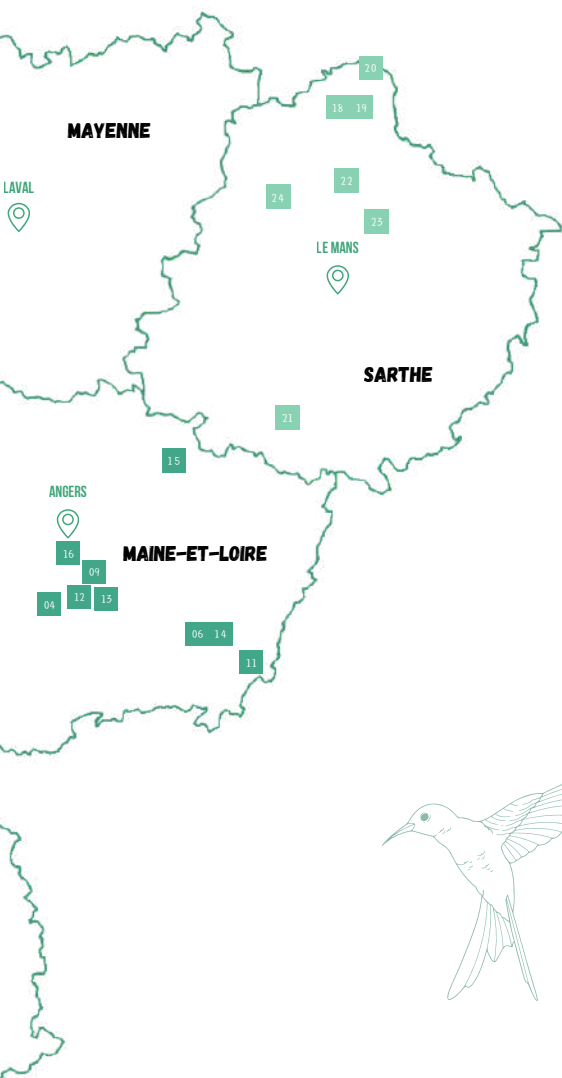 20
18 19
MAYENNE
22
LAVAL
24
23
LE MANS
SARTHE
21
15
ANGERS
16
MAINE-ET-LOIRE
09
12
13
04
06 14
11